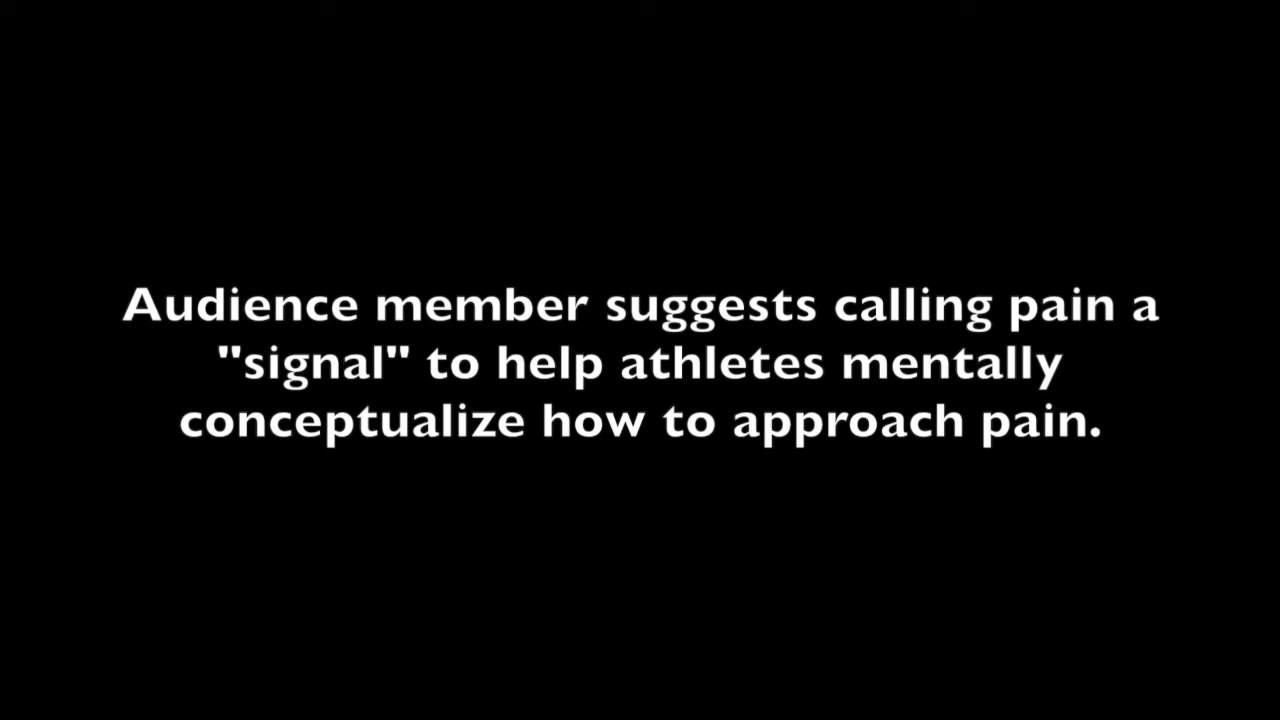 Audience member suggests calling pain a
"signal" to help athletes mentally
conceptualize how to approach pain.